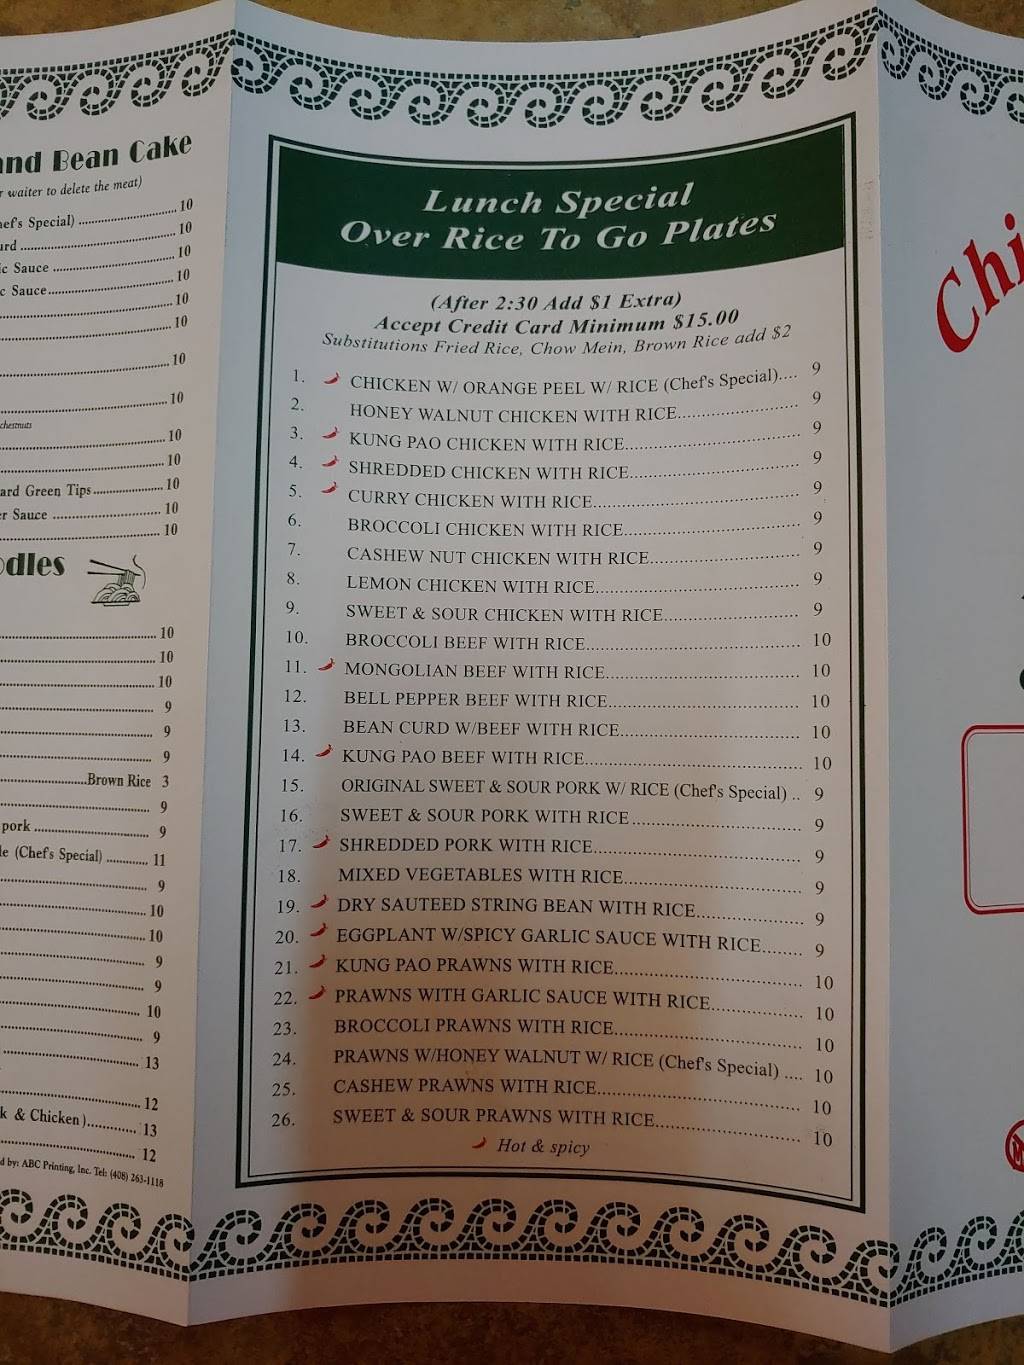 and Bean Cake
waiter to delete the meat)
Special) 10
10
Sauce 10
Sauce 10
10
10
10
10
chestnuts
10
10
Green Tips 10
Sauce 10
10
10
10
10
9
9
9
Brown Rice 3
9
pork 9
(Chef's Special) 11
9
10
10
9
9
10
9
13
12
& Chicken) 13
12
by: ABC Printing, Inc. Tel: (408) 263-1118
Lunch Special
Over Rice To Go Plates
(After 2:30 Add $1 Extra)
Accept Credit Card Minimum $15.00
Substitutions Fried Rice, Chow Mein, Brown Rice add $2
1. CHICKEN W/ ORANGE PEEL W/ RICE (Chef's Special).... 9
2. HONEY WALNUT CHICKEN WITH RICE 9
3. KUNG PAO CHICKEN WITH RICE 9
4. SHREDDED CHICKEN WITH RICE 9
5. CURRY CHICKEN WITH RICE 9
6. BROCCOLI CHICKEN WITH RICE 9
7. CASHEW NUT CHICKEN WITH RICE 9
8. LEMON CHICKEN WITH RICE 9
9. SWEET & SOUR CHICKEN WITH RICE 9
10. BROCCOLI BEEF WITH RICE 10
11. MONGOLIAN BEEF WITH RICE 10
12. BELL PEPPER BEEF WITH RICE 10
13. BEAN CURD W/BEEF WITH RICE 10
14. KUNG PAO BEEF WITH RICE 10
15. ORIGINAL SWEET & SOUR PORK W/ RICE (Chef's Special) .. 9
16. SWEET & SOUR PORK WITH RICE 9
17. SHREDDED PORK WITH RICE 9
18. MIXED VEGETABLES WITH RICE 9
19. DRY SAUTEED STRING BEAN WITH RICE 9
20. EGGPLANT W/SPICY GARLIC SAUCE WITH RICE 9
21. KUNG PAO PRAWNS WITH RICE 10
22. PRAWNS WITH GARLIC SAUCE WITH RICE 10
23. BROCCOLI PRAWNS WITH RICE 10
24. PRAWNS W/HONEY WALNUT W/ RICE (Chef's Special) .... 10
25. CASHEW PRAWNS WITH RICE 10
26. SWEET & SOUR PRAWNS WITH RICE 10
Hot & spicy
Chi